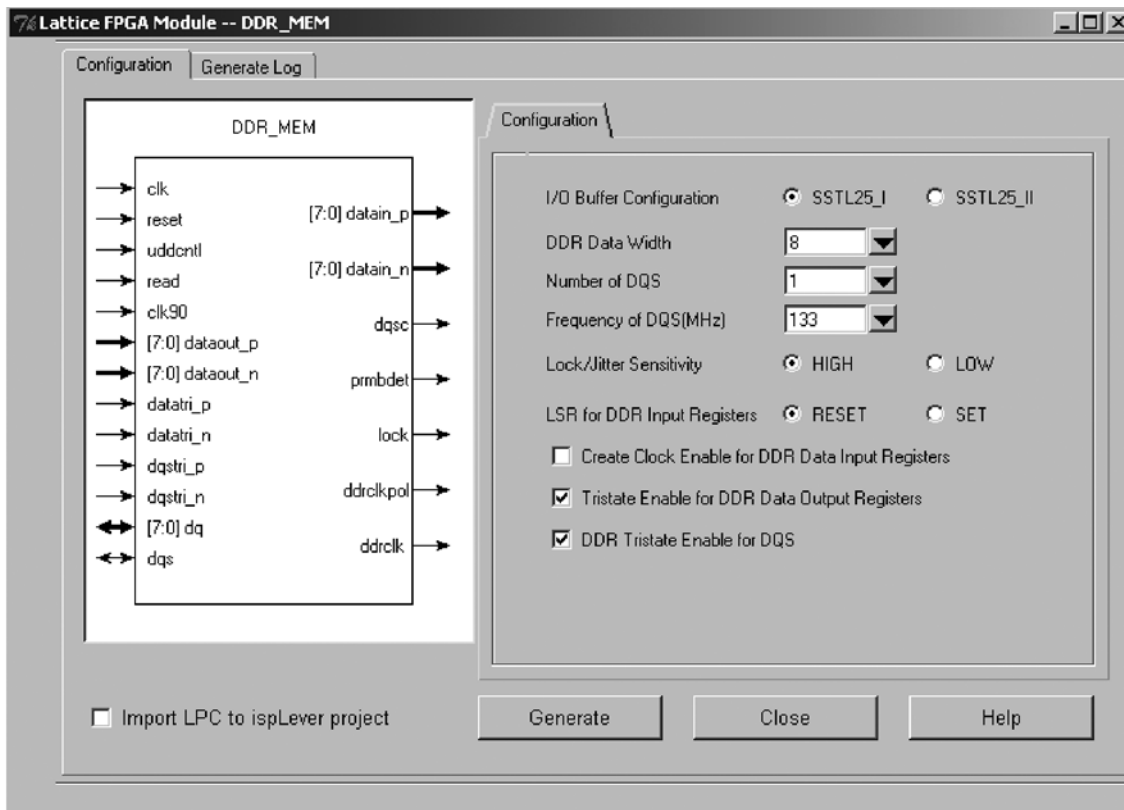 Lattice FPGA Module -- DDR_MEM
Configuration
Generate Log
DDR_MEM
clk
reset
uddcntl
read
clk90
[7:0] dataout_p
[7:0] dataout_n
datatri_p
datatri_n
dqstri_p
dqstri_n
[7:0] dq
dqs
[7:0] datain_p
[7:0] datain_n
dqsc
prmbdet
lock
ddrclkpol
ddrclk
Configuration
I/O Buffer Configuration SSTL25_I SSTL25_II
DDR Data Width 8
Number of DQS 1
Frequency of DQS(MHz) 133
Lock/Jitter Sensitivity HIGH LOW
LSR for DDR Input Registers RESET SET
Create Clock Enable for DDR Data Input Registers
Tristate Enable for DDR Data Output Registers
DDR Tristate Enable for DQS
Import LPC to ispLever project
Generate
Close
Help